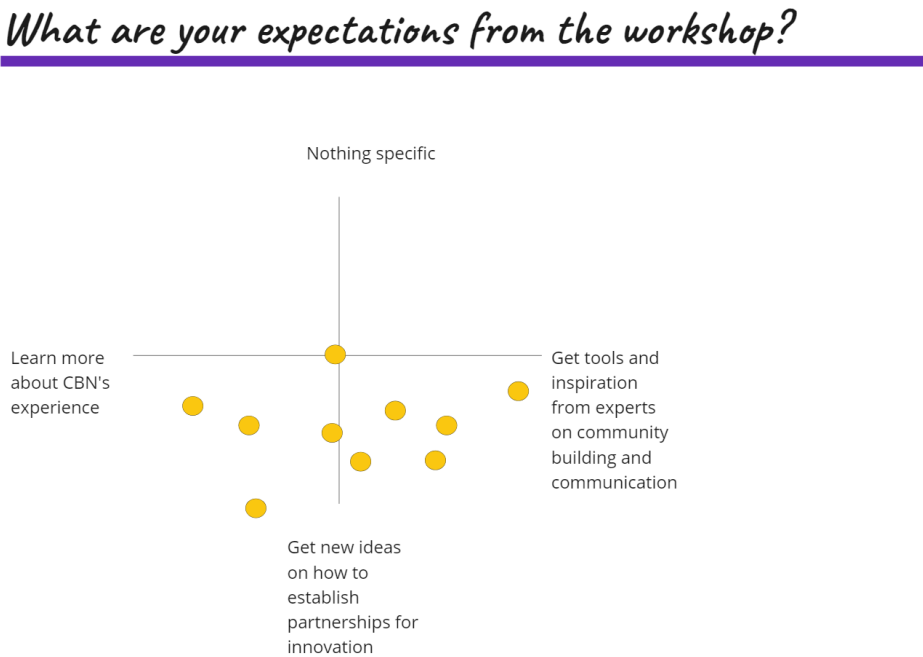 What are your expectations from the workshop?
Nothing specific
Learn more
about CBN's
experience
Get tools and
inspiration
from experts
on community
building and
communication
Get new ideas
on how to
establish
partnerships for
innovation